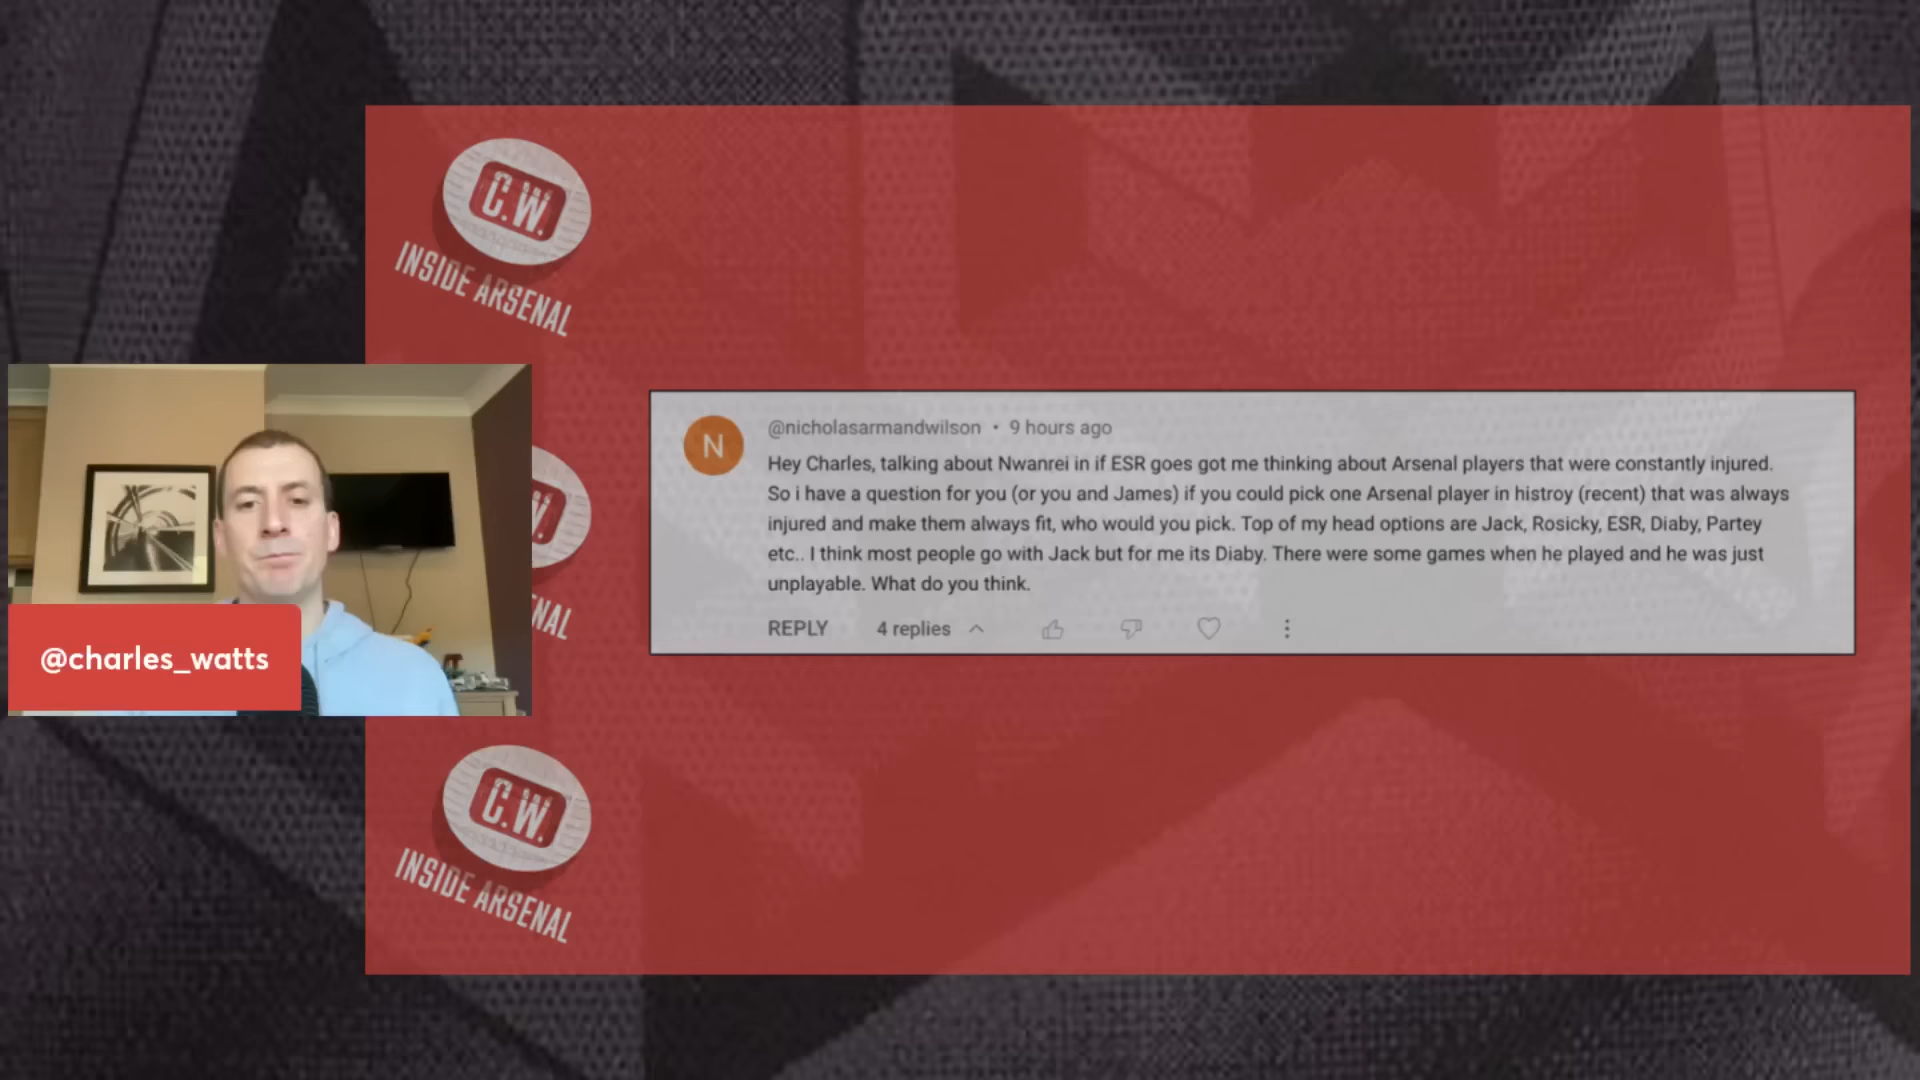 C.W.
INSIDE ARSENAL
@nicholasarmandwilson • 9 hours ago
N
Hey Charles, talking about Nwanrei in if ESR goes got me thinking about Arsenal players that were constantly injured.
So i have a question for you (or you and James) if you could pick one Arsenal player in histroy (recent) that was always
injured and make them always fit, who would you pick. Top of my head options are Jack, Rosicky, ESR, Diaby, Partey
etc.. I think most people go with Jack but for me its Diaby. There were some games when he played and he was just
unplayable. What do you think.
REPLY 4 replies
W.
NAL
@charles_watts
C.W.
INSIDE ARSENAL